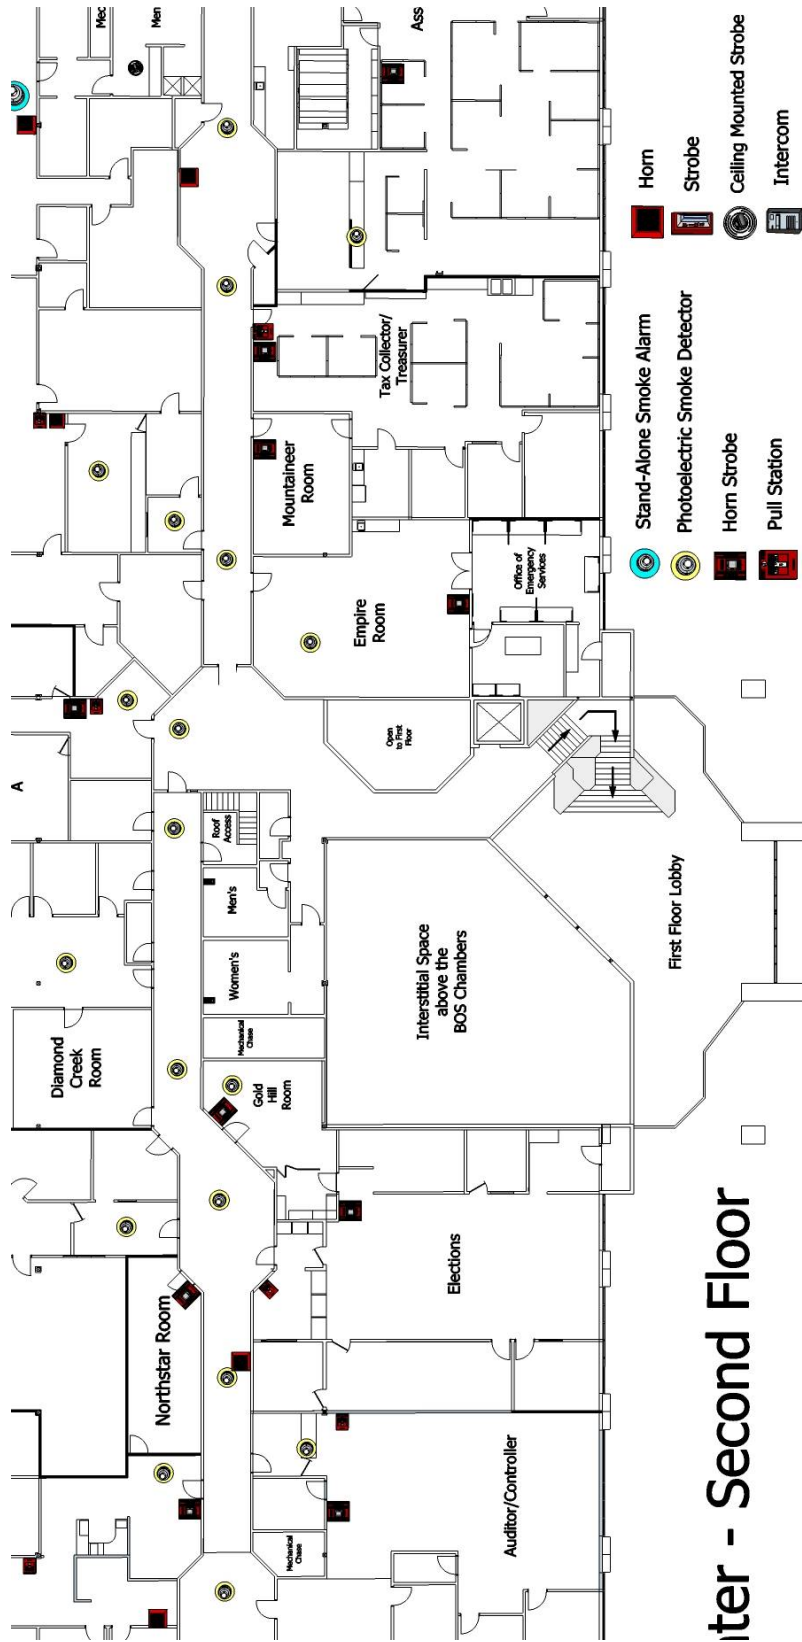 Mec
Men
Ass
Tax Collector/
Treasurer
Mountaineer
Room
Office of
Emergency
Services
Empire
Room
Open
to First
Floor
A
Roof
Access
Men's
Women's
Mechanical
Chase
Interstitial Space
above the
BOS Chambers
First Floor Lobby
Diamond
Creek
Room
Gold
Hill
Room
Elections
Northstar Room
Auditor/Controller
Mechanical
Chase
Stand-Alone Smoke Alarm
Photoelectric Smoke Detector
Horn Strobe
Pull Station
Horn
Strobe
Ceiling Mounted Strobe
Intercom
nter - Second Floor